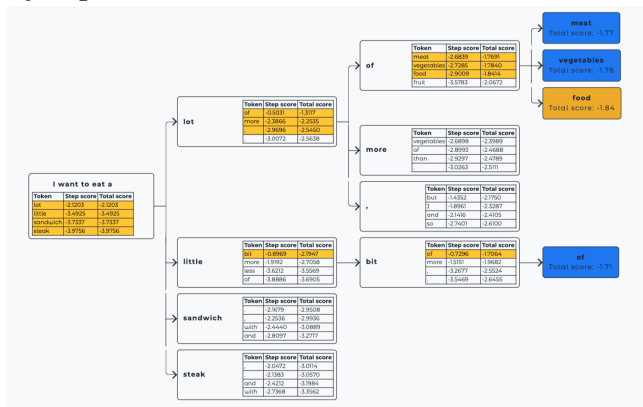 I want to eat a
Token Step score Total score
lot -2.1203 -2.1203
little -3.4925 -3.4925
sandwich -3.7337 -3.7337
steak -3.9756 -3.9756
lot
Token Step score Total score
of -0.5031 -1.3117
more -2.3866 -2.2535
, -2.9696 -2.5450
. -3.0072 -2.5638
little
Token Step score Total score
bit -0.8969 -2.1947
more -1.9192 -2.7058
less -3.6212 -3.5569
of -3.8886 -3.6905
sandwich
Token Step score Total score
. -2.1679 -2.9508
, -2.2536 -2.9936
with -2.4440 -3.0889
and -2.8097 -3.2717
steak
Token Step score Total score
, -2.0472 -3.0114
. -2.1383 -3.0570
and -2.4212 -3.1984
with -2.7368 -3.3562
of
Token Step score Total score
meat -2.6839 -1.7691
vegetables -2.7285 -1.7840
food -2.9009 -1.8414
fruit -3.5783 -2.0672
more
Token Step score Total score
vegetables -2.6898 -2.3989
of -2.8993 -2.4688
than -2.9297 -2.4789
. -3.0263 -2.5111
,
Token Step score Total score
but -1.4352 -2.1750
I -1.8961 -2.3287
and -2.1416 -2.4105
so -2.7401 -2.6100
bit
Token Step score Total score
of -0.7296 -1.7064
more -1.5151 -1.9682
. -3.2677 -2.5524
, -3.5469 -2.6455
meat
Total score: -1.77
vegetables
Total score: -1.78
food
Total score: -1.84
of
Total score: -1.71